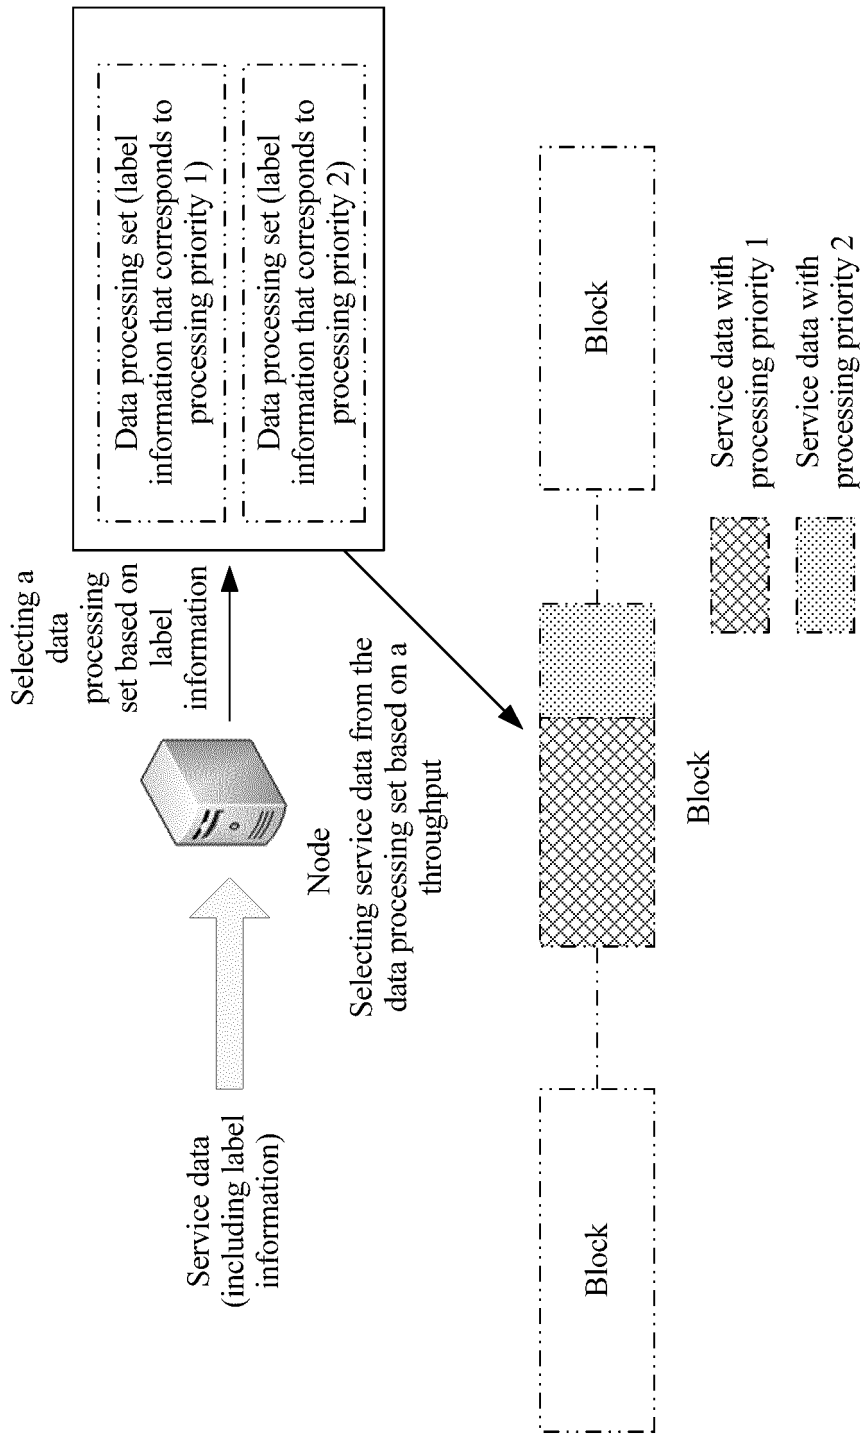 Service data
(including label
information)
Node
Selecting a
data
processing
set based on
label
information
Data processing set (label
information that corresponds to
processing priority 1)
Data processing set (label
information that corresponds to
processing priority 2)
Selecting service data from the
data processing set based on a
throughput
Block
Block
Block
Service data with
processing priority 1
Service data with
processing priority 2